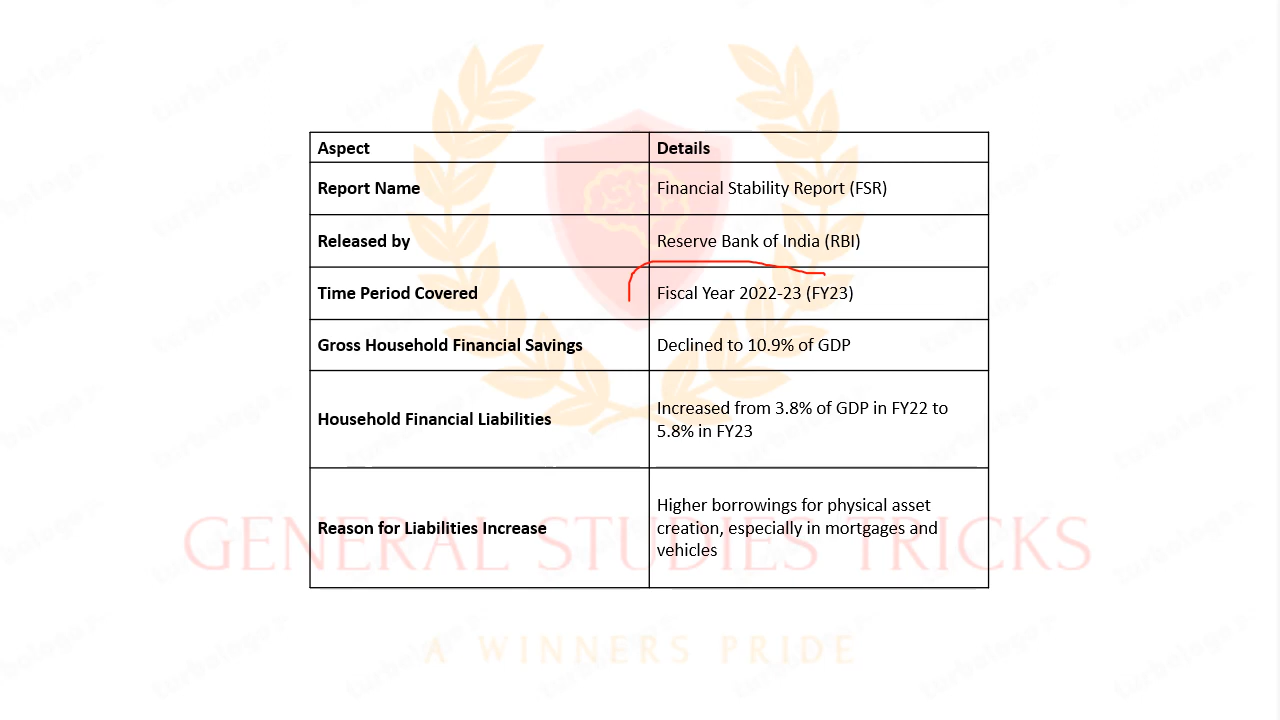 Aspect Details
Report Name Financial Stability Report (FSR)
Released by Reserve Bank of India (RBI)
Time Period Covered Fiscal Year 2022-23 (FY23)
Gross Household Financial Savings Declined to 10.9% of GDP
Household Financial Liabilities Increased from 3.8% of GDP in FY22 to
5.8% in FY23
Reason for Liabilities Increase Higher borrowings for physical asset
creation, especially in mortgages and
vehicles
GENERAL STUDIES TRICKS
A WINNERS PRIDE